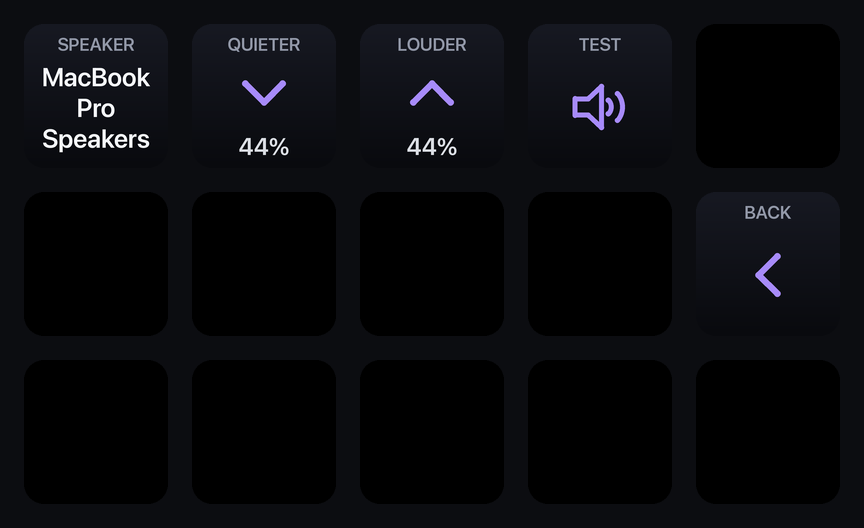 SPEAKER
MacBook
Pro
Speakers
QUIETER
44%
LOUDER
44%
TEST
BACK